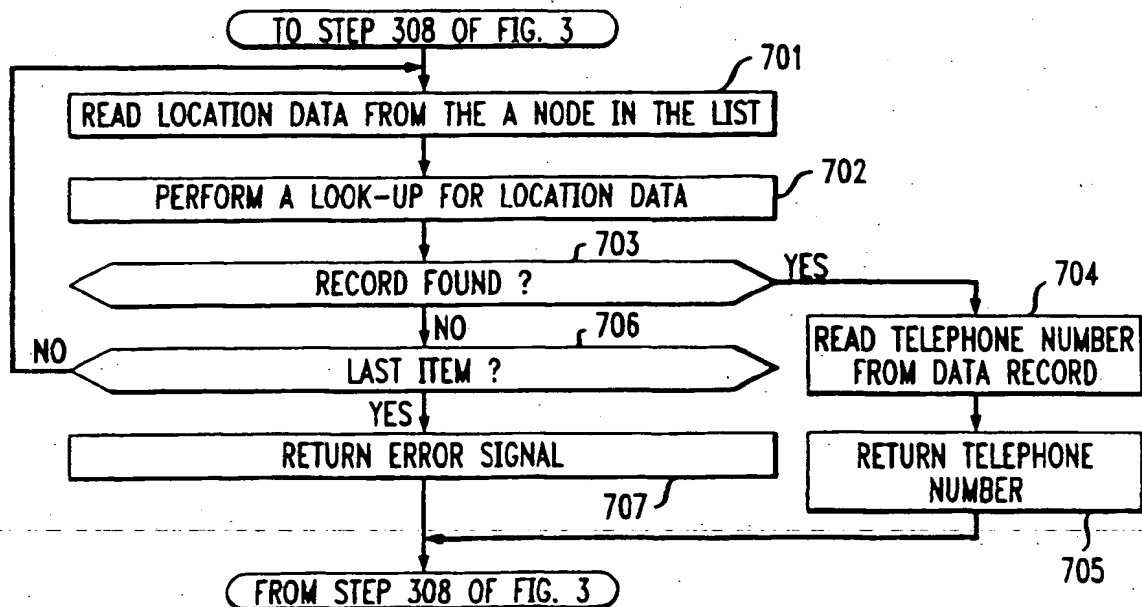 TO STEP 308 OF FIG. 3
701
READ LOCATION DATA FROM THE A NODE IN THE LIST
702
PERFORM A LOOK-UP FOR LOCATION DATA
703
RECORD FOUND ?
YES
704
READ TELEPHONE NUMBER
FROM DATA RECORD
NO
706
NO
LAST ITEM ?
YES
RETURN ERROR SIGNAL
707
RETURN TELEPHONE
NUMBER
705
FROM STEP 308 OF FIG. 3